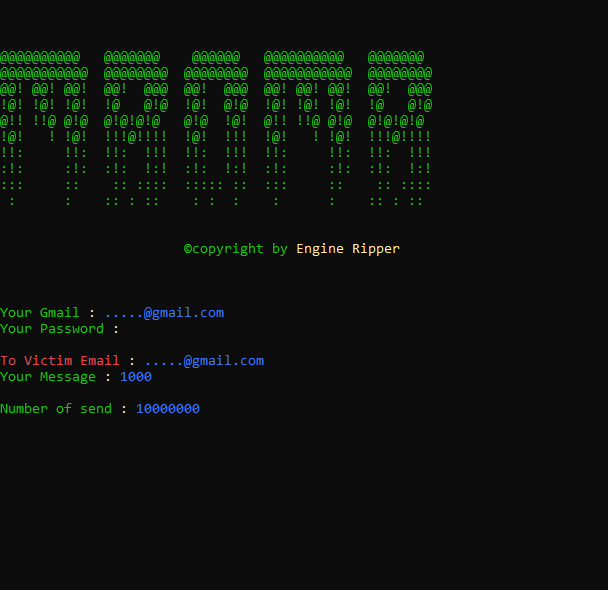 @@@@@@@@@@   @@@@@@@    @@@@@@   @@@@@@@@@@   @@@@@@@
@@@@@@@@@@@  @@@@@@@@  @@@@@@@@  @@@@@@@@@@@  @@@@@@@@
@@! @@! @@!  @@!  @@@  @@!  @@@  @@! @@! @@!  @@!  @@@
!@! !@! !@!  !@   @!@  !@!  @!@  !@! !@! !@!  !@   @!@
@!! !!@ @!@  @!@!@!@   @!@  !@!  @!! !!@ @!@  @!@!@!@
!@!   ! !@!  !!!@!!!!  !@!  !!!  !@!   ! !@!  !!!@!!!!
!!:     !!:  !!:  !!!  !!:  !!!  !!:     !!:  !!:  !!!
:!:     :!:  :!:  !:!  :!:  !:!  :!:     :!:  :!:  !:!
:::     ::    :: ::::  ::::: ::  :::     ::    :: ::::
 :      :    :: : ::    : :  :    :      :    :: : ::
©copyright by Engine Ripper
Your Gmail : .....@gmail.com
Your Password :
To Victim Email : .....@gmail.com
Your Message : 1000
Number of send : 10000000